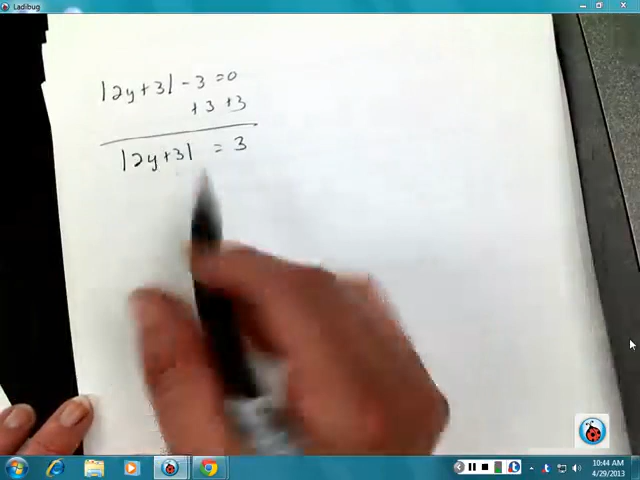 Ladibug
|2y+3| - 3 = 0
+3 +3
|2y+3| = 3
10:44 AM
4/29/2013